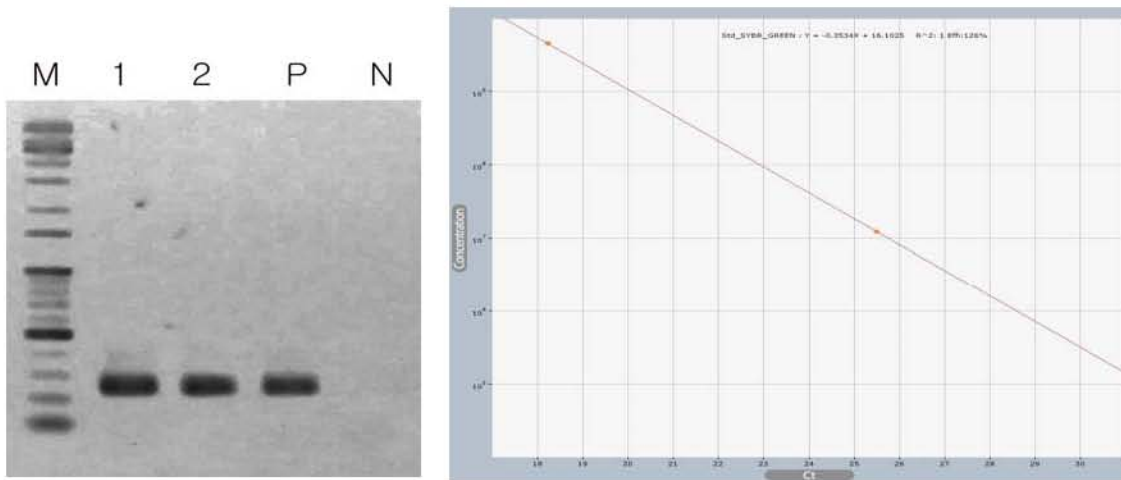 M 1 2 P N
Std_SYBR_GREEN : Y = -0.3534X + 16.1025 R^2: 1 Eff:126%
Concentration
18 20 21 22 23 24 25 26 27 28 29 30
Ct